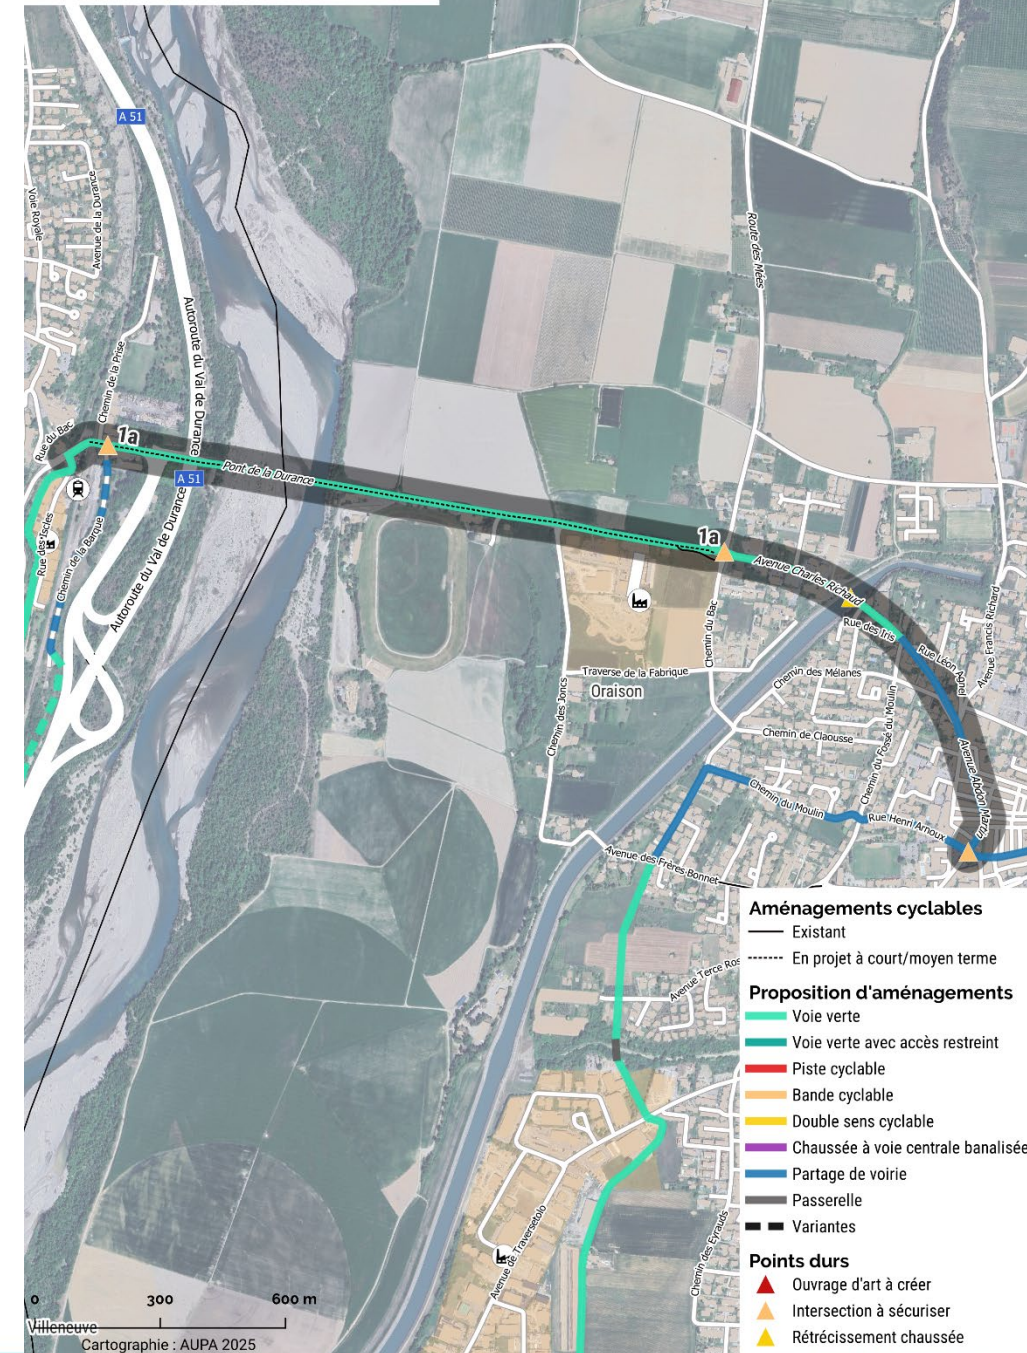 A 51
Voie Royale
Avenue de la Durance
Route des Mées
Chemin de la Prise
Autoroute du Val de Durance
Rue du Bac
1a
A 51
Pont de la Durance
1a
Avenue Charles Richaud
Rue des Iscles
Chemin de la Barque
Autoroute du Val de Durance
Rue des Iris
Rue Léon Agnel
Avenue Francis Richard
Chemin du Bac
Traverse de la Fabrique
Oraison
Chemin des Mélanes
Chemin des Joncs
Chemin de Claousse
Chemin du Fossé du Moulin
Avenue Abdon Martin
Chemin du Moulin
Rue Henri Arnoux
Avenue des Frères Bonnet
Avenue Terce Ros
Aménagements cyclables
Existant
En projet à court/moyen terme
Proposition d'aménagements
Voie verte
Voie verte avec accès restreint
Piste cyclable
Bande cyclable
Double sens cyclable
Chaussée à voie centrale banalisée
Partage de voirie
Passerelle
Variantes
Points durs
Ouvrage d'art à créer
Intersection à sécuriser
Rétrécissement chaussée
Chemin des Eyrauds
Avenue de Traversetolo
0 300 600 m
Villeneuve
Cartographie : AUPA 2025